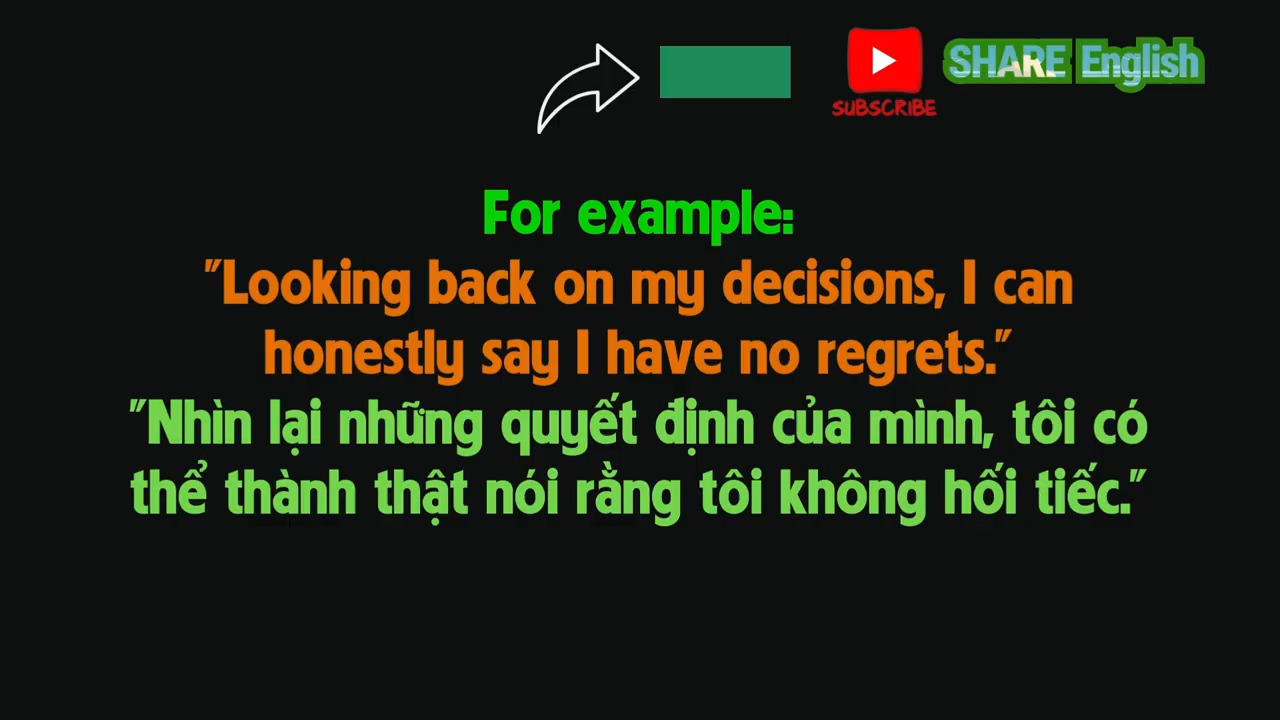 SUBSCRIBE
SHARE English
For example:
"Looking back on my decisions, I can
honestly say I have no regrets."
"Nhìn lại những quyết định của mình, tôi có
thể thành thật nói rằng tôi không hối tiếc."